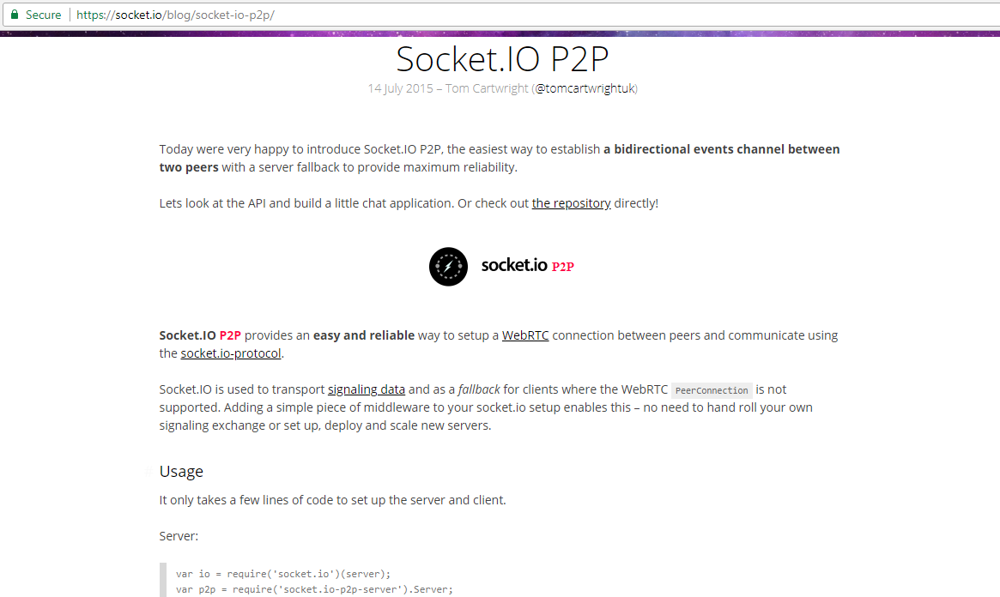 Secure https://socket.io/blog/socket-io-p2p/
Socket.IO P2P
14 July 2015 – Tom Cartwright (@tomcartwrightuk)
Today were very happy to introduce Socket.IO P2P, the easiest way to establish a bidirectional events channel between
two peers with a server fallback to provide maximum reliability.
Lets look at the API and build a little chat application. Or check out the repository directly!
socket.io P2P
Socket.IO P2P provides an easy and reliable way to setup a WebRTC connection between peers and communicate using
the socket.io-protocol.
Socket.IO is used to transport signaling data and as a fallback for clients where the WebRTC PeerConnection is not
supported. Adding a simple piece of middleware to your socket.io setup enables this – no need to hand roll your own
signaling exchange or set up, deploy and scale new servers.
Usage
It only takes a few lines of code to set up the server and client.
Server:
var io = require('socket.io')(server);
var p2p = require('socket.io-p2p-server').Server;